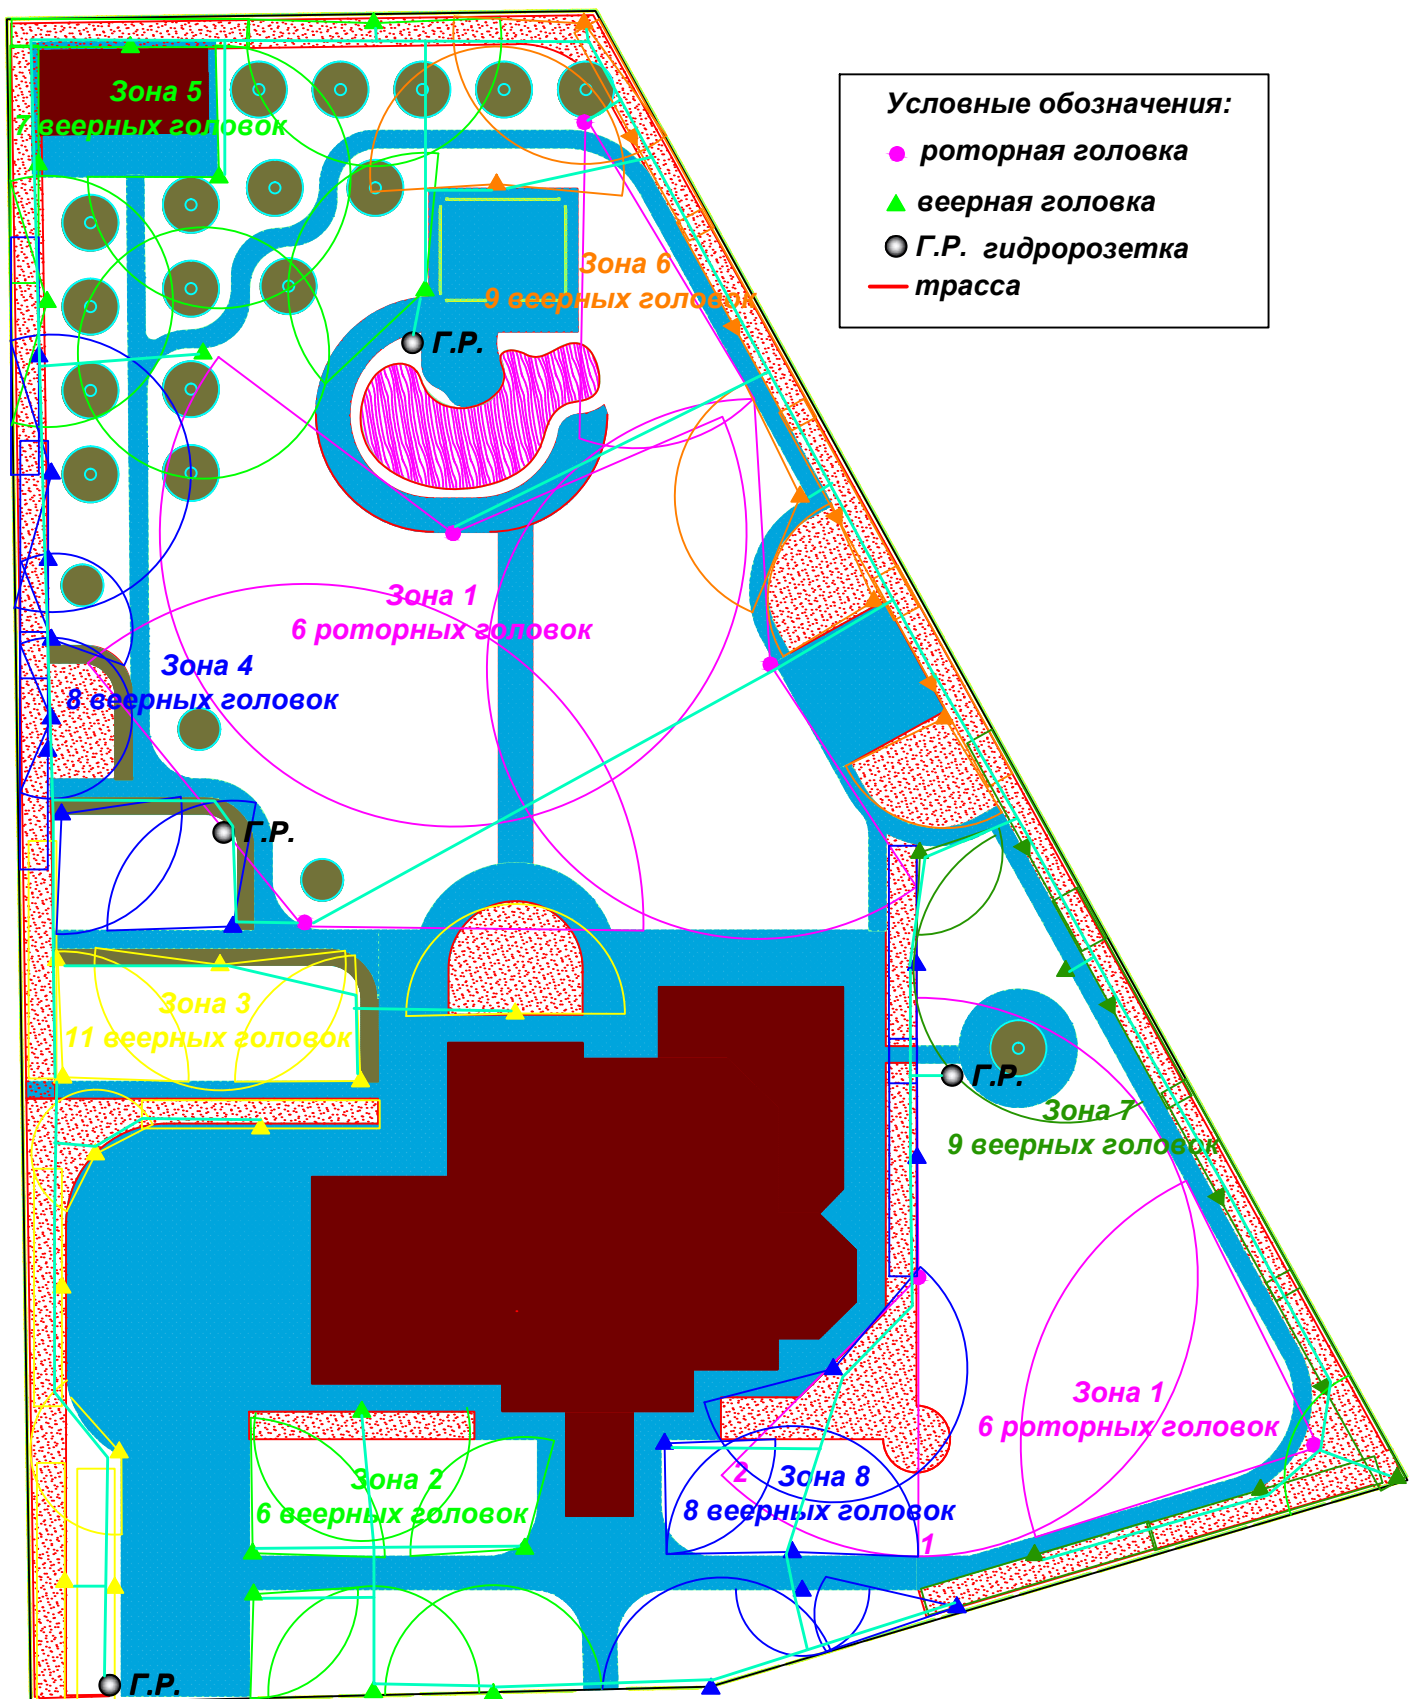 Зона 5
7 веерных головок
Условные обозначения:
роторная головка
веерная головка
Г.Р. гидророзетка
трасса
Зона 6
9 веерных головок
Г.Р.
Зона 1
6 роторных головок
Зона 4
8 веерных головок
Г.Р.
Зона 3
11 веерных головок
Г.Р.
Зона 7
9 веерных головок
Зона 1
6 роторных головок
Зона 2
6 веерных головок
2
Зона 8
8 веерных головок
1
Г.Р.